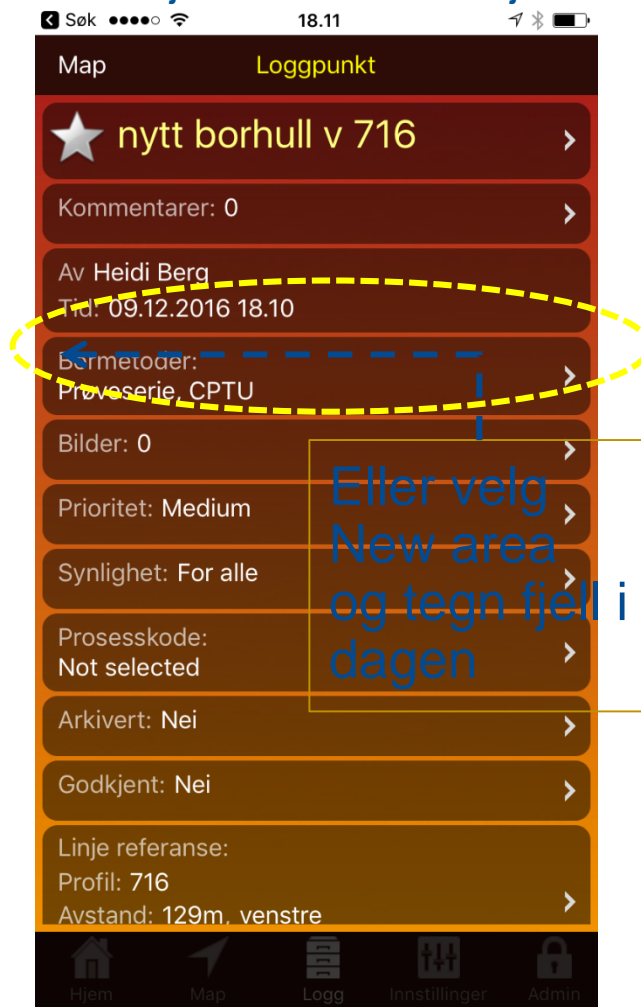 Søk 18.11
Map Loggpunkt
nytt borhull v 716
Kommentarer: 0
Av Heidi Berg
Tid: 09.12.2016 18.10
Bormetoder:
Prøveserie, CPTU
Bilder: 0
Prioritet: Medium
Synlighet: For alle
Prosesskode:
Not selected
Arkivert: Nei
Godkjent: Nei
Linje referanse:
Profil: 716
Avstand: 129m, venstre
Eller velg
New area
og tegn fjell i
dagen
Hjem Map Logg Innstillinger Admin